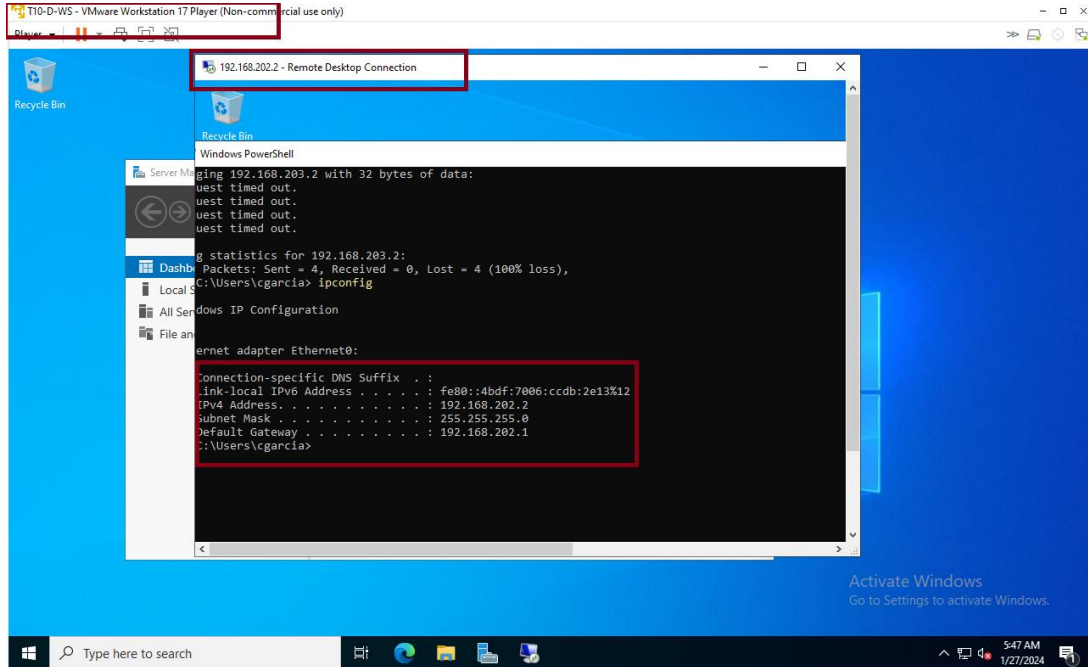 T10-D-WS - VMware Workstation 17 Player (Non-commercial use only)
Player
192.168.202.2 - Remote Desktop Connection
Recycle Bin
Recycle Bin
Windows PowerShell
Server Ma
ging 192.168.203.2 with 32 bytes of data:
uest timed out.
uest timed out.
uest timed out.
uest timed out.
g statistics for 192.168.203.2:
Packets: Sent = 4, Received = 0, Lost = 4 (100% loss),
C:\Users\cgarcia> ipconfig
dows IP Configuration
ernet adapter Ethernet0:
Connection-specific DNS Suffix . :
Link-local IPv6 Address . . . . . : fe80::4bdf:7006:ccdb:2e13%12
IPv4 Address. . . . . . . . . . . : 192.168.202.2
Subnet Mask . . . . . . . . . . . : 255.255.255.0
Default Gateway . . . . . . . . . : 192.168.202.1
C:\Users\cgarcia>
Dashb
Local S
All Ser
File an
Activate Windows
Go to Settings to activate Windows.
Type here to search
5:47 AM
1/27/2024